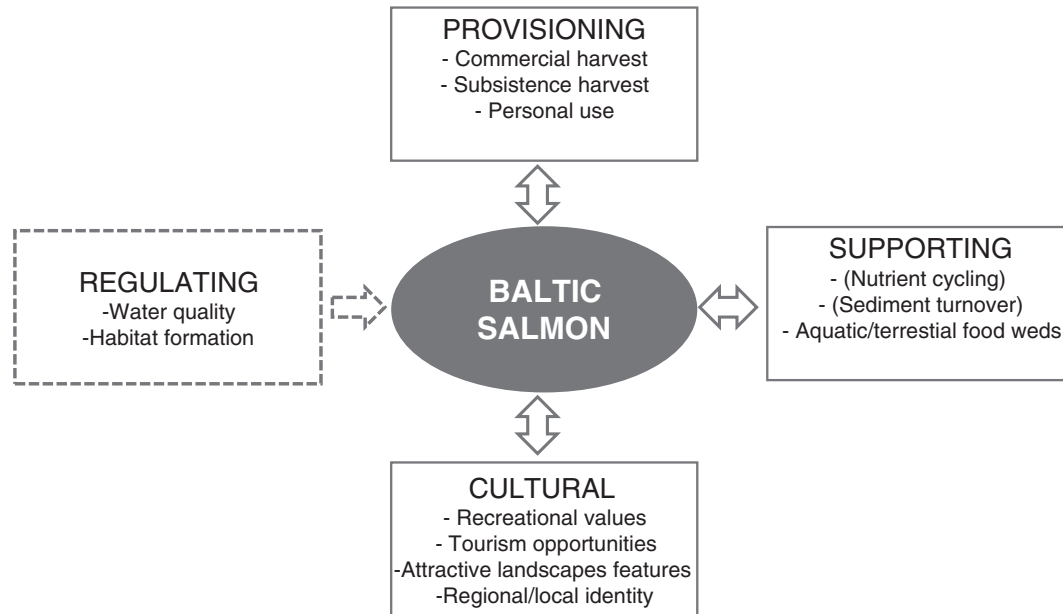 PROVISIONING
- Commercial harvest
- Subsistence harvest
- Personal use
REGULATING
-Water quality
-Habitat formation
BALTIC
SALMON
SUPPORTING
- (Nutrient cycling)
- (Sediment turnover)
- Aquatic/terrestial food weds
CULTURAL
- Recreational values
- Tourism opportunities
-Attractive landscapes features
-Regional/local identity